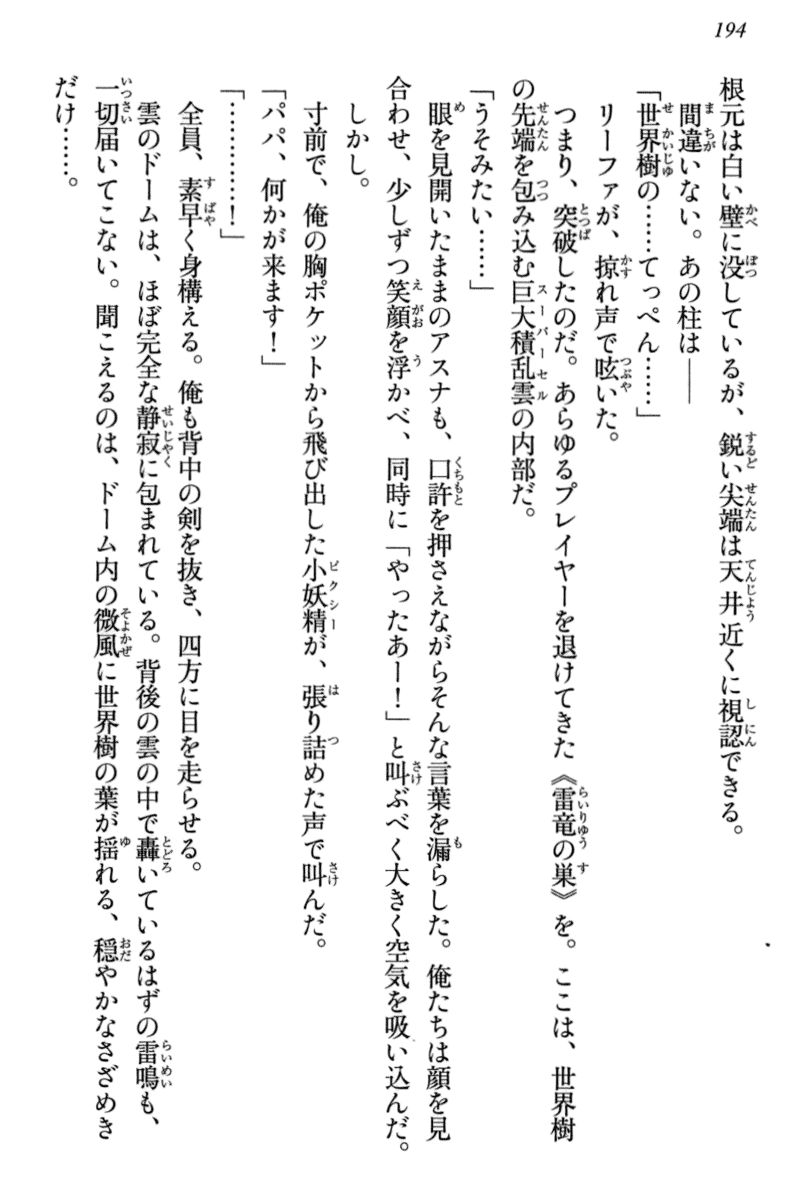 194
根元は白い壁に没しているが、鋭い尖端は天井近くに視認できる。
間違いない。あの柱は――
「世界樹の……てっぺん……」
リーファが、掠れ声で呟いた。
つまり、突破したのだ。あらゆるプレイヤーを退けてきた《雷竜の巣》を。ここは、世界樹
の先端を包み込む巨大積乱雲の内部だ。
「うそみたい……」
眼を見開いたままのアスナも、口許を押さえながらそんな言葉を漏らした。俺たちは顔を見
合わせ、少しずつ笑顔を浮かべ、同時に「やったあー！」と叫ぶべく大きく空気を吸い込んだ。
しかし。
寸前で、俺の胸ポケットから飛び出した小妖精が、張り詰めた声で叫んだ。
「パパ、何かが来ます！」
「…………！」
全員、素早く身構える。俺も背中の剣を抜き、四方に目を走らせる。
雲のドームは、ほぼ完全な静寂に包まれている。背後の雲の中で轟いているはずの雷鳴も、
一切届いてこない。聞こえるのは、ドーム内の微風に世界樹の葉が揺れる、穏やかなさざめき
だけ……。